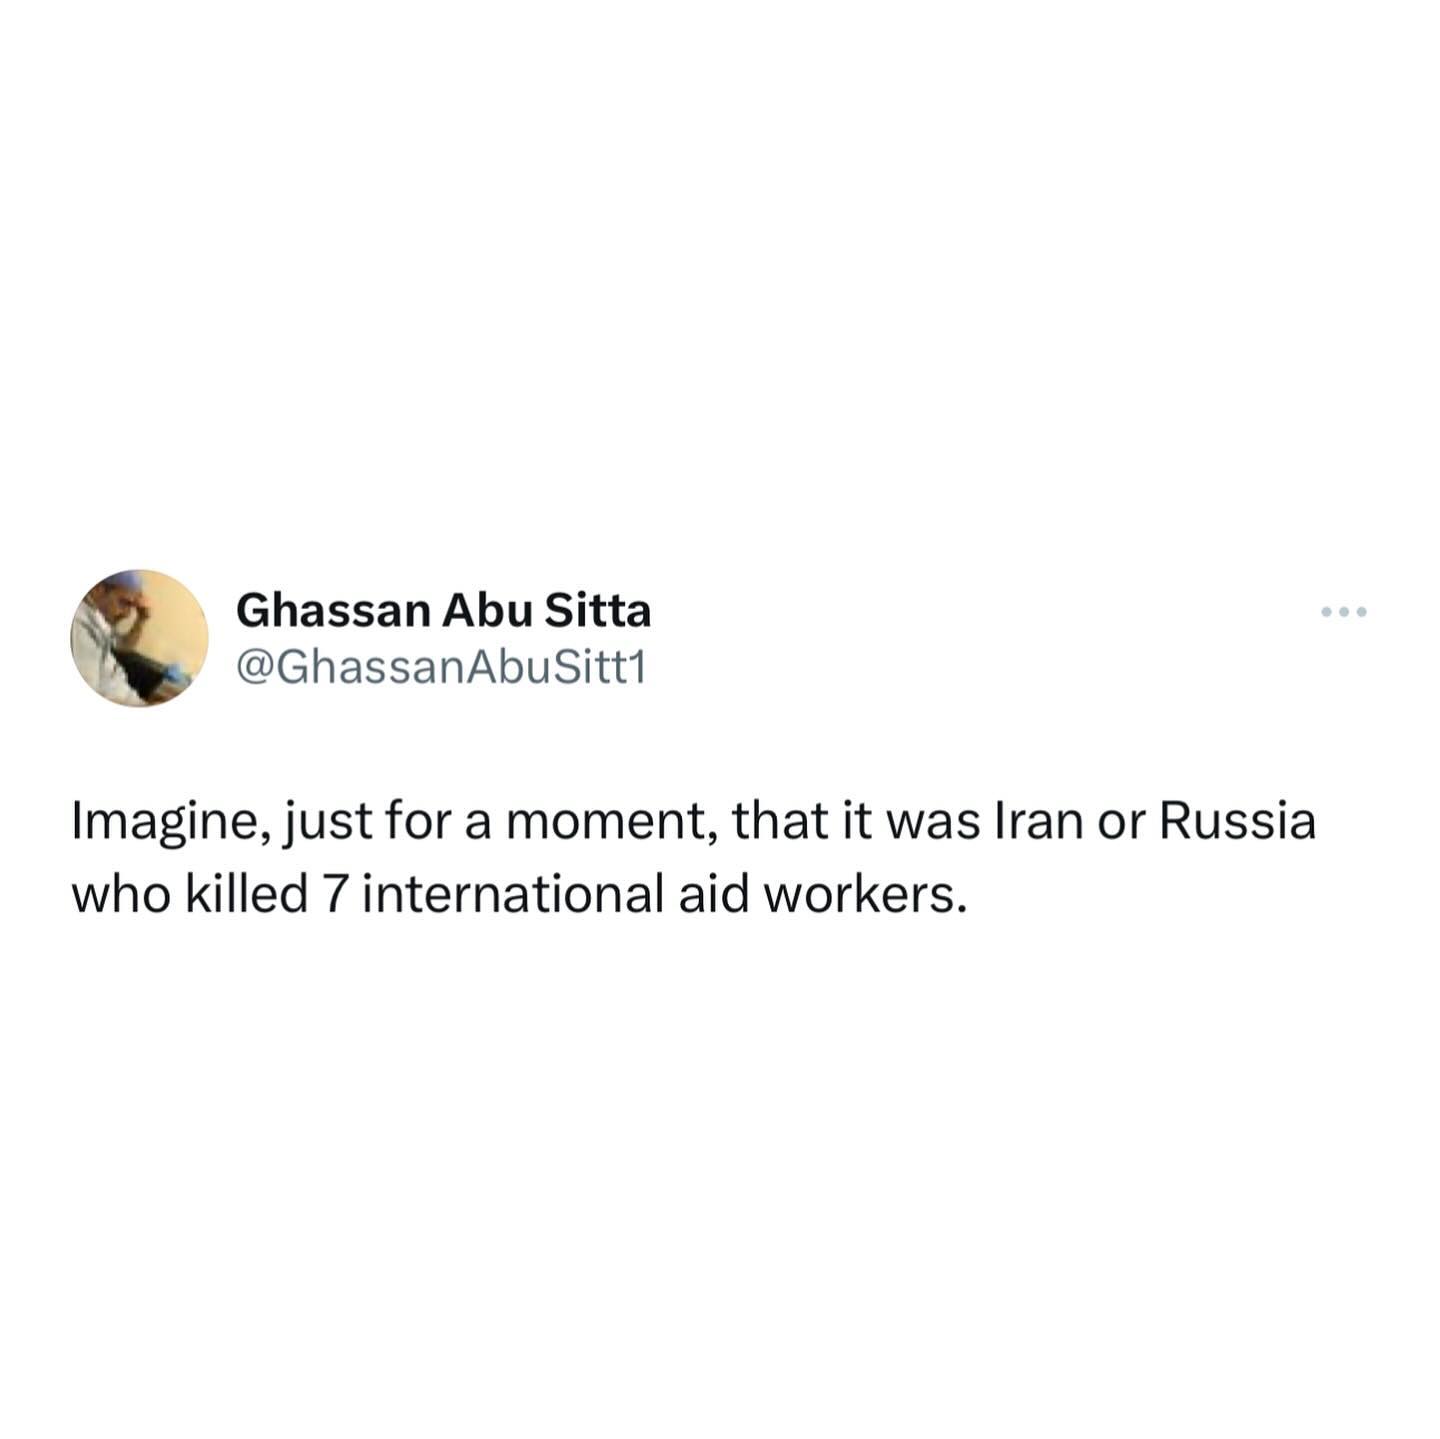 Ghassan Abu Sitta
@GhassanAbuSitt1
Imagine, just for a moment, that it was Iran or Russia
who killed 7 international aid workers.